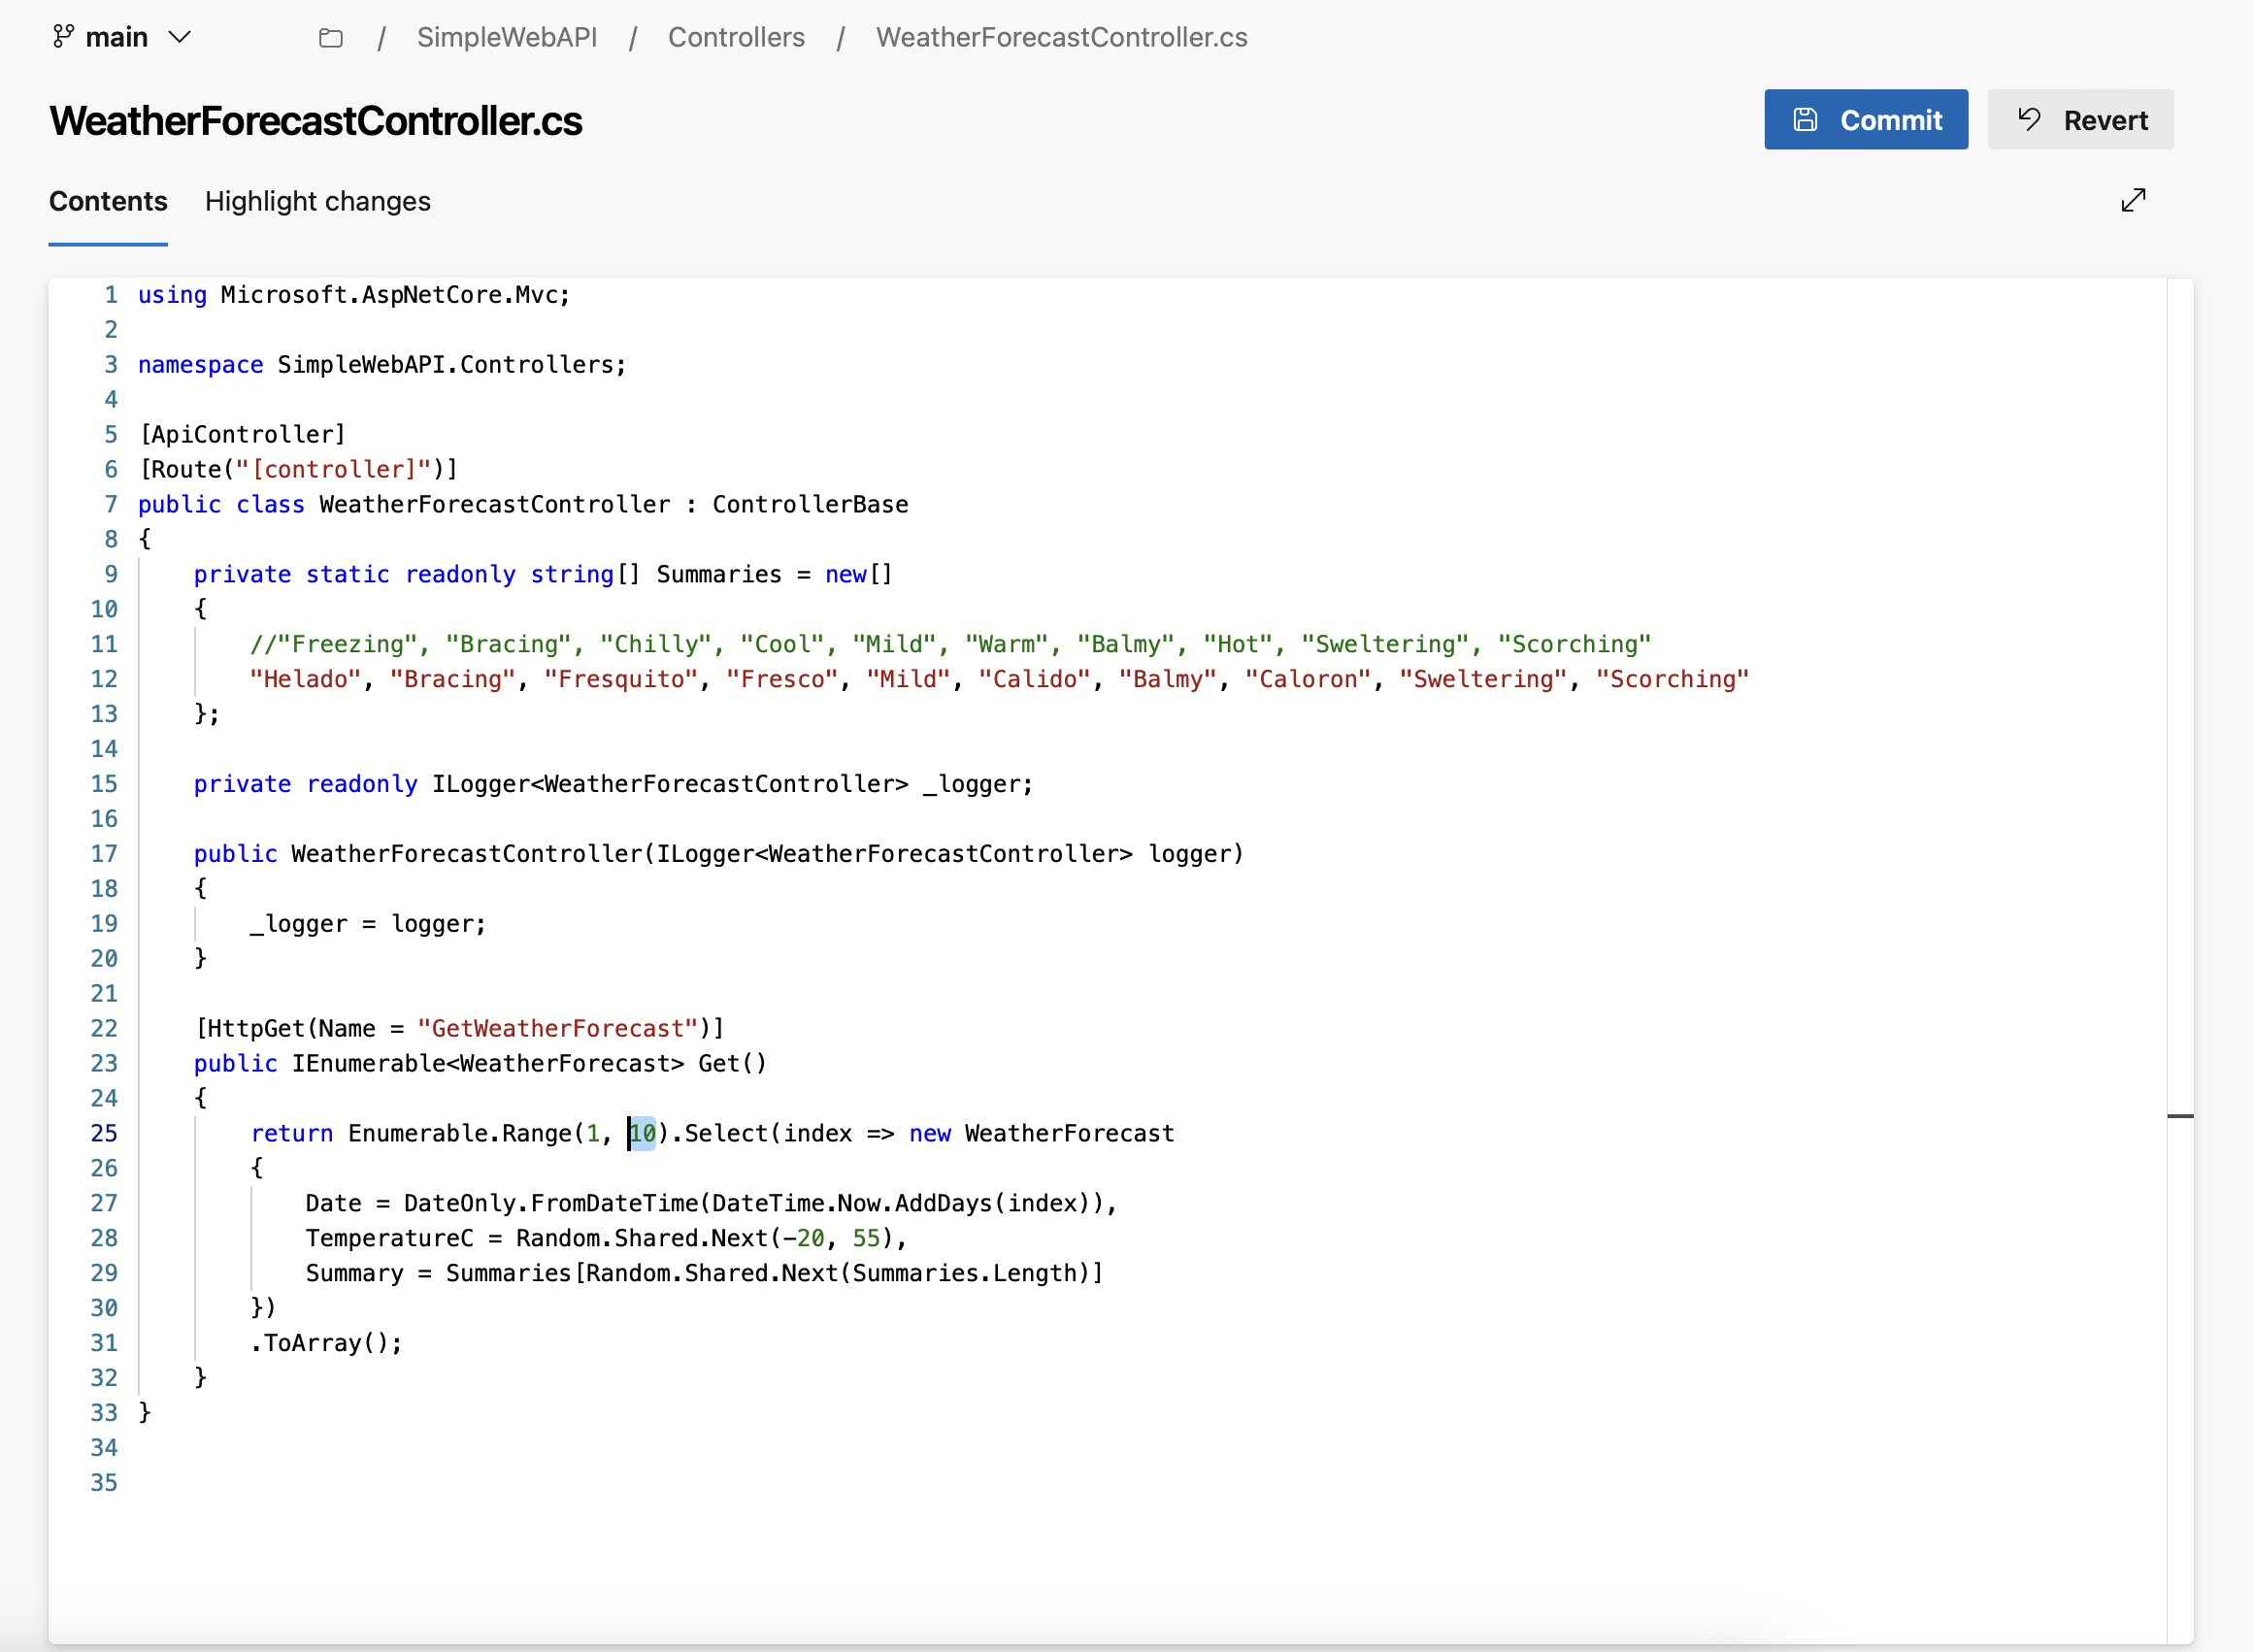 main
/ SimpleWebAPI / Controllers / WeatherForecastController.cs
WeatherForecastController.cs
Commit
Revert
Contents
Highlight changes
1 using Microsoft.AspNetCore.Mvc;
2
3 namespace SimpleWebAPI.Controllers;
4
5 [ApiController]
6 [Route("[controller]")]
7 public class WeatherForecastController : ControllerBase
8 {
9     private static readonly string[] Summaries = new[]
10     {
11         //"Freezing", "Bracing", "Chilly", "Cool", "Mild", "Warm", "Balmy", "Hot", "Sweltering", "Scorching"
12         "Helado", "Bracing", "Fresquito", "Fresco", "Mild", "Calido", "Balmy", "Caloron", "Sweltering", "Scorching"
13     };
14
15     private readonly ILogger<WeatherForecastController> _logger;
16
17     public WeatherForecastController(ILogger<WeatherForecastController> logger)
18     {
19         _logger = logger;
20     }
21
22     [HttpGet(Name = "GetWeatherForecast")]
23     public IEnumerable<WeatherForecast> Get()
24     {
25         return Enumerable.Range(1, 10).Select(index => new WeatherForecast
26         {
27             Date = DateOnly.FromDateTime(DateTime.Now.AddDays(index)),
28             TemperatureC = Random.Shared.Next(-20, 55),
29             Summary = Summaries[Random.Shared.Next(Summaries.Length)]
30         })
31         .ToArray();
32     }
33 }
34
35